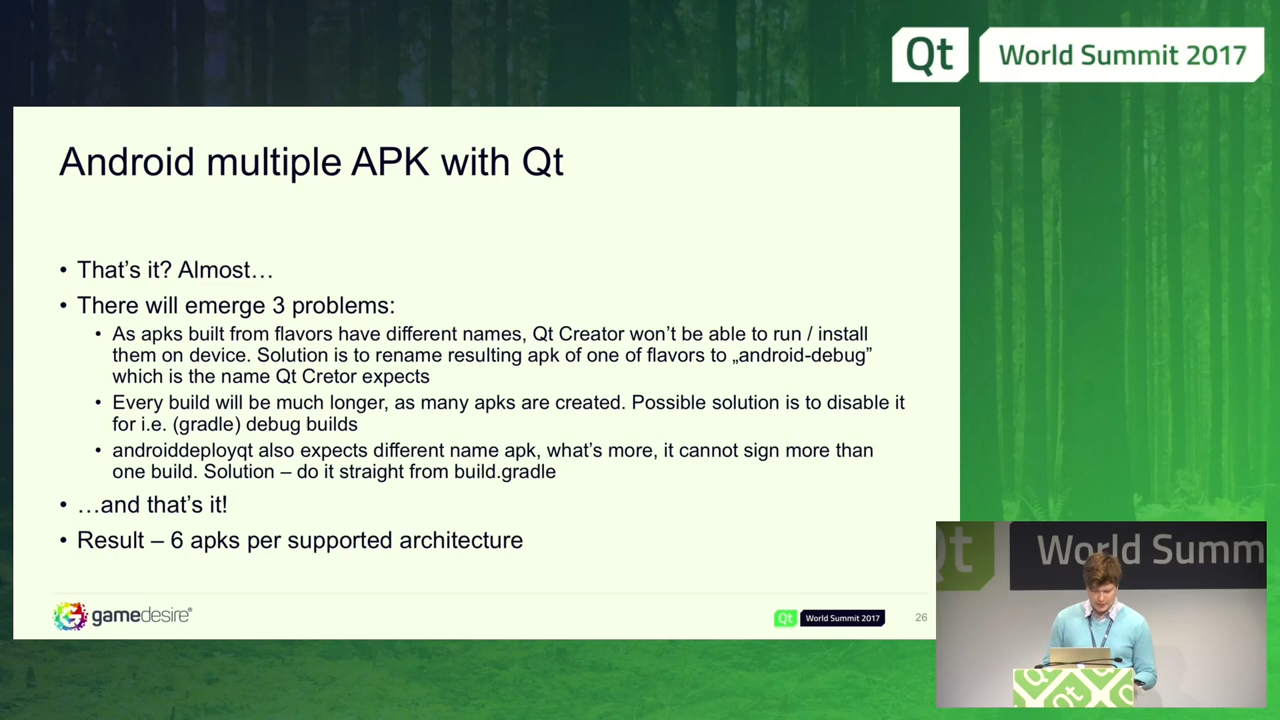 Qt World Summit 2017
Android multiple APK with Qt
• That's it? Almost…
• There will emerge 3 problems:
• As apks built from flavors have different names, Qt Creator won't be able to run / install
them on device. Solution is to rename resulting apk of one of flavors to „android-debug"
which is the name Qt Cretor expects
• Every build will be much longer, as many apks are created. Possible solution is to disable it
for i.e. (gradle) debug builds
• androiddeployqt also expects different name apk, what's more, it cannot sign more than
one build. Solution – do it straight from build.gradle
• …and that's it!
• Result – 6 apks per supported architecture
gamedesire®
Qt World Summit 2017
26
Qt World Summ
Qt